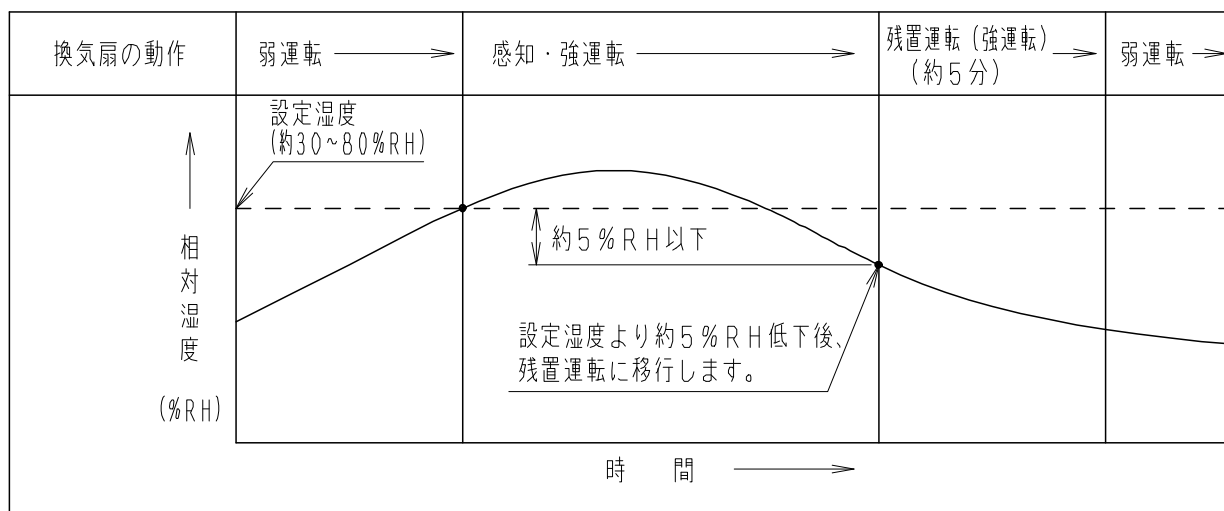 換気扇の動作
弱運転
感知・強運転
残置運転（強運転）
（約５分）
弱運転
設定湿度
(約30~80%RH)
相対湿度
(%RH)
約５％ＲＨ以下
設定湿度より約５％ＲＨ低下後、
残置運転に移行します。
時　間